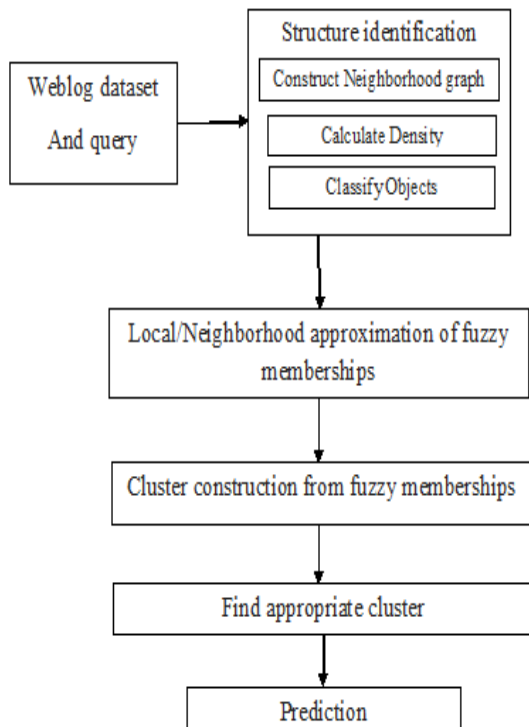 Structure identification
Construct Neighborhood graph
Weblog dataset
And query
Calculate Density
Classify Objects
Local/Neighborhood approximation of fuzzy
memberships
Cluster construction from fuzzy memberships
Find appropriate cluster
Prediction